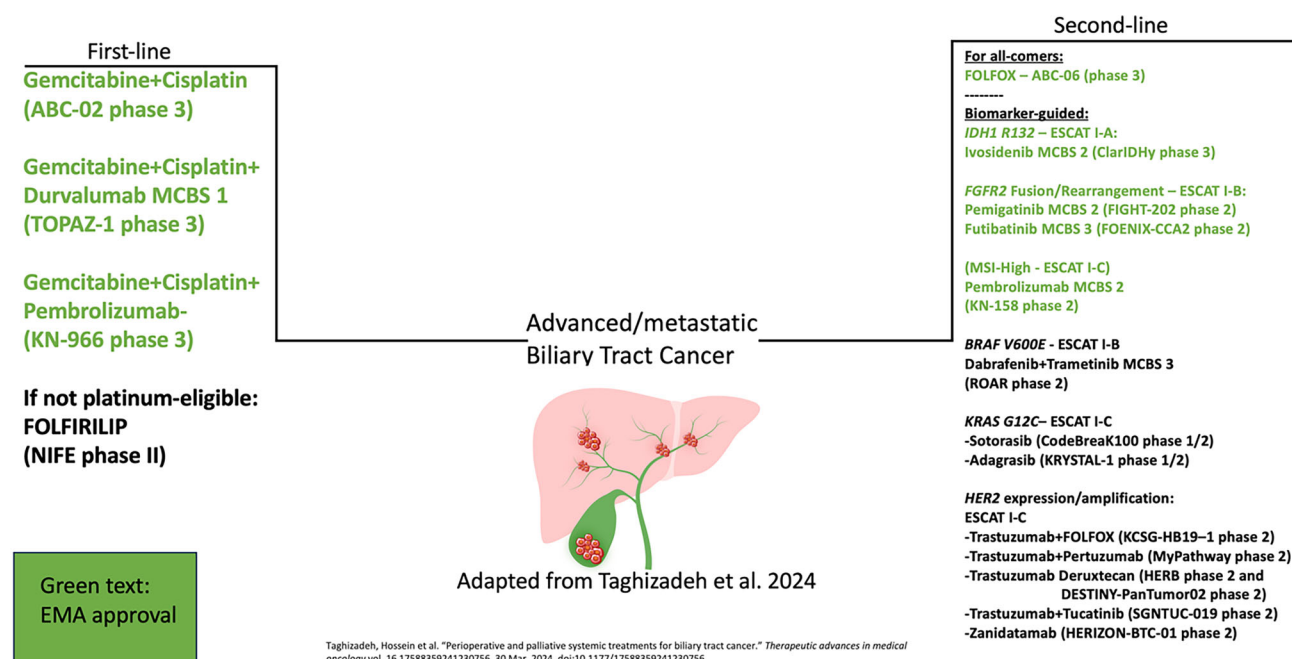 First-line
Gemcitabine+Cisplatin
(ABC-02 phase 3)
Gemcitabine+Cisplatin+
Durvalumab MCBS 1
(TOPAZ-1 phase 3)
Gemcitabine+Cisplatin+
Pembrolizumab-
(KN-966 phase 3)
If not platinum-eligible:
FOLFIRILIP
(NIFE phase II)
Green text:
EMA approval
Advanced/metastatic
Biliary Tract Cancer
Adapted from Taghizadeh et al. 2024
Taghizadeh, Hossein et al. “Perioperative and palliative systemic treatments for biliary tract cancer.” Therapeutic advances in medical
oncology vol. 16 17588359241230756. 30 Mar. 2024, doi:10.1177/17588359241230756
Second-line
For all-comers:
FOLFOX – ABC-06 (phase 3)
--------
Biomarker-guided:
IDH1 R132 – ESCAT I-A:
Ivosidenib MCBS 2 (ClarIDHy phase 3)
FGFR2 Fusion/Rearrangement – ESCAT I-B:
Pemigatinib MCBS 2 (FIGHT-202 phase 2)
Futibatinib MCBS 3 (FOENIX-CCA2 phase 2)
(MSI-High - ESCAT I-C)
Pembrolizumab MCBS 2
(KN-158 phase 2)
BRAF V600E - ESCAT I-B
Dabrafenib+Trametinib MCBS 3
(ROAR phase 2)
KRAS G12C– ESCAT I-C
-Sotorasib (CodeBreaK100 phase 1/2)
-Adagrasib (KRYSTAL-1 phase 1/2)
HER2 expression/amplification:
ESCAT I-C
-Trastuzumab+FOLFOX (KCSG-HB19–1 phase 2)
-Trastuzumab+Pertuzumab (MyPathway phase 2)
-Trastuzumab Deruxtecan (HERB phase 2 and
DESTINY-PanTumor02 phase 2)
-Trastuzumab+Tucatinib (SGNTUC-019 phase 2)
-Zanidatamab (HERIZON-BTC-01 phase 2)